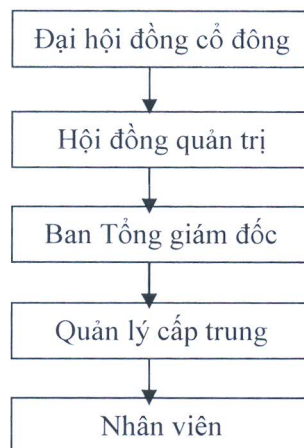 Đại hội đồng cổ đông
Hội đồng quản trị
Ban Tổng giám đốc
Quản lý cấp trung
Nhân viên